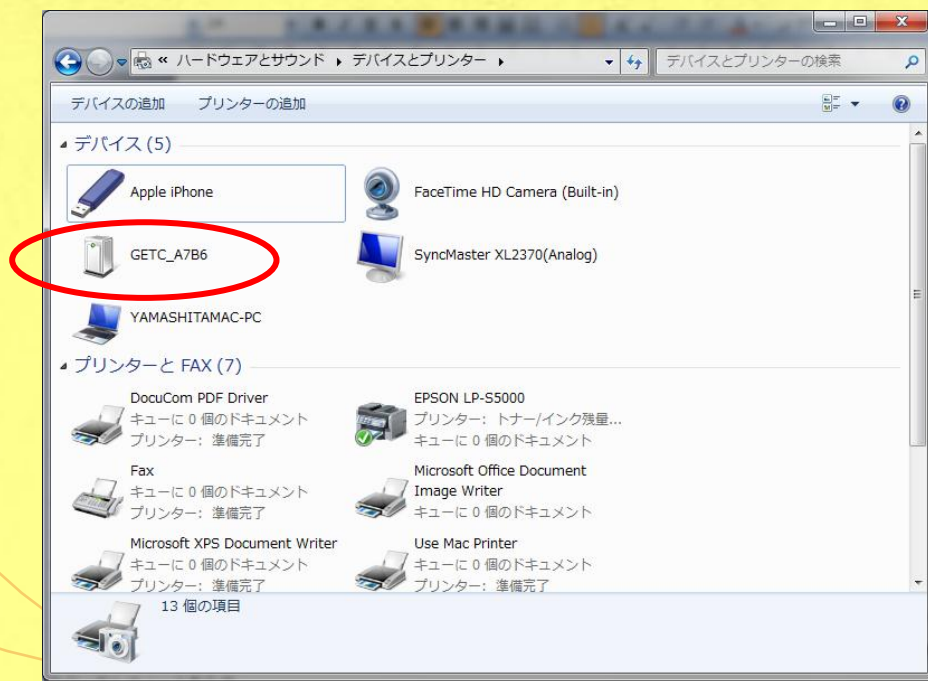 « ハードウェアとサウンド ▸ デバイスとプリンター ▸
デバイスとプリンターの検索
デバイスの追加 プリンターの追加
デバイス (5)
Apple iPhone
FaceTime HD Camera (Built-in)
GETC_A7B6
SyncMaster XL2370(Analog)
YAMASHITAMAC-PC
プリンターと FAX (7)
DocuCom PDF Driver
キューに 0 個のドキュメント
プリンター: 準備完了
EPSON LP-S5000
プリンター: トナー/インク残量...
キューに 0 個のドキュメント
Fax
キューに 0 個のドキュメント
プリンター: 準備完了
Microsoft Office Document
Image Writer
キューに 0 個のドキュメント
Microsoft XPS Document Writer
キューに 0 個のドキュメント
プリンター: 準備完了
Use Mac Printer
キューに 0 個のドキュメント
プリンター: 準備完了
13 個の項目